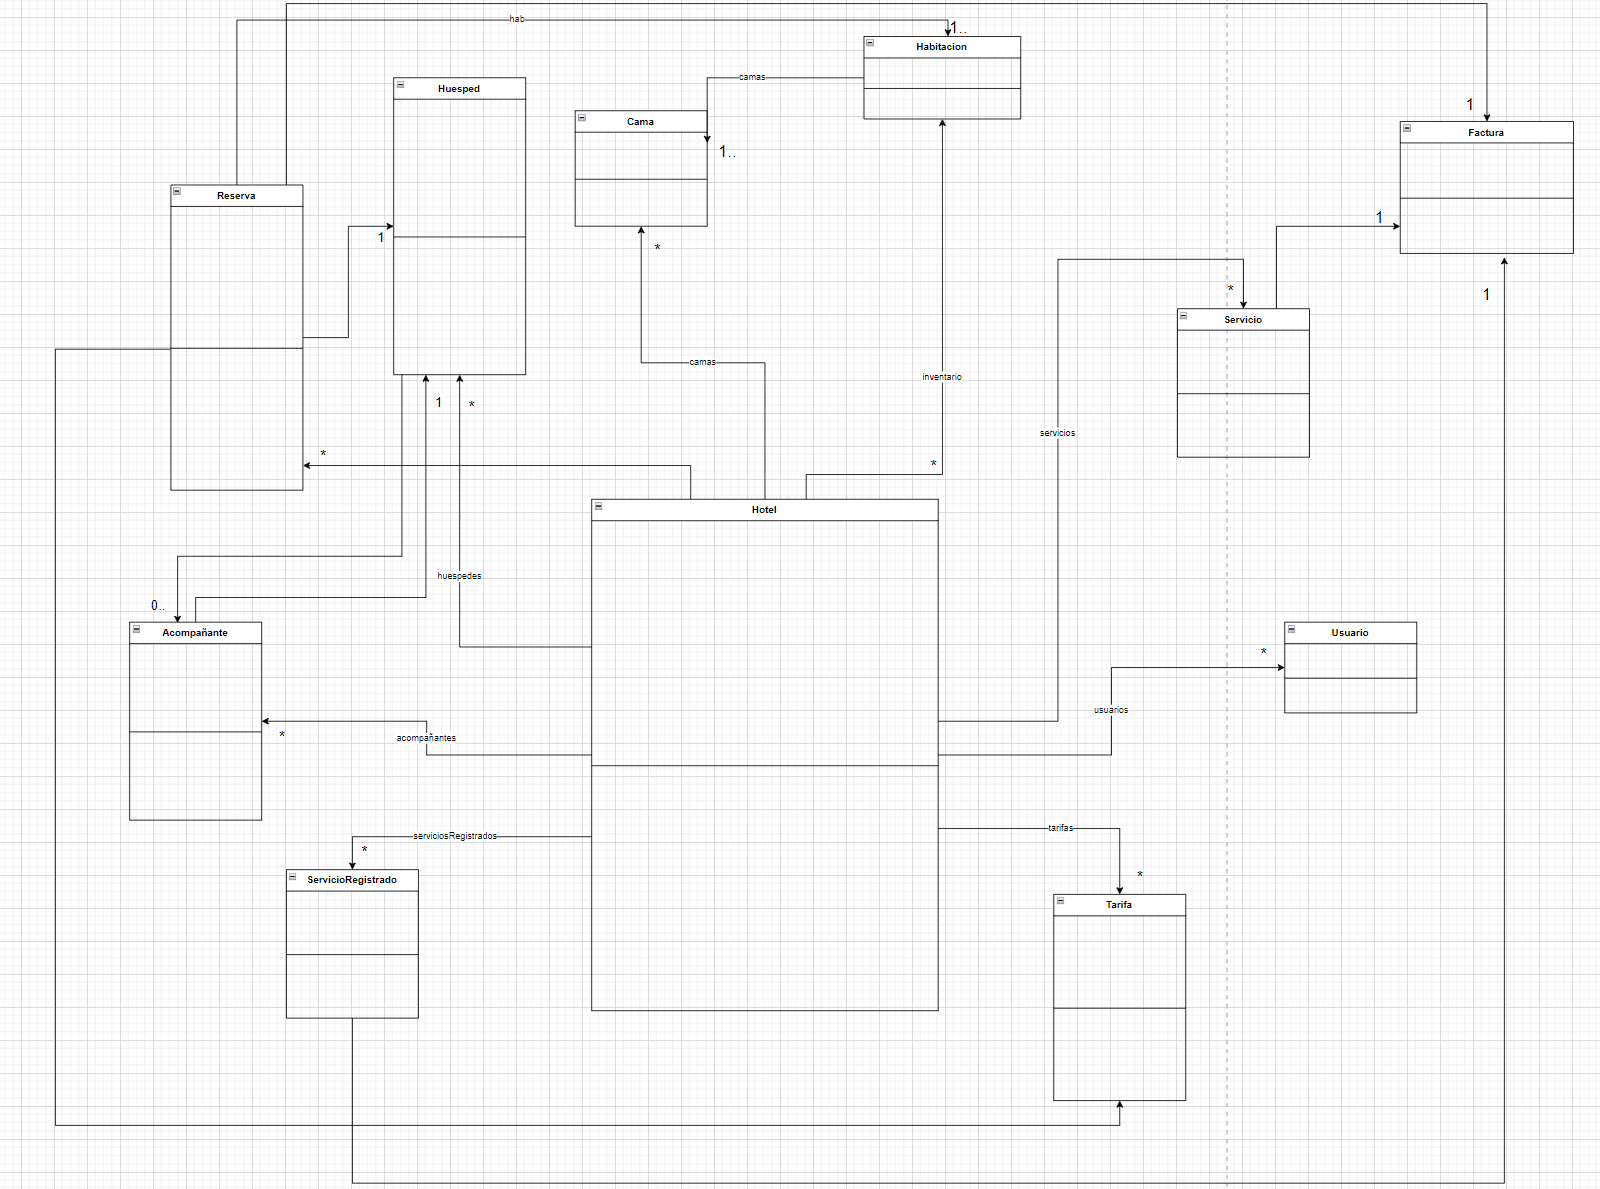 hab
1..
Habitacion
camas
Huesped
1
Cama
Factura
1..
Reserva
1
1
*
*
1
Servicio
camas
inventario
1
*
servicios
*
*
Hotel
huespedes
0..
Acompañante
Usuario
*
usuarios
*
acompañantes
tarifas
serviciosRegistrados
*
*
ServicioRegistrado
Tarifa